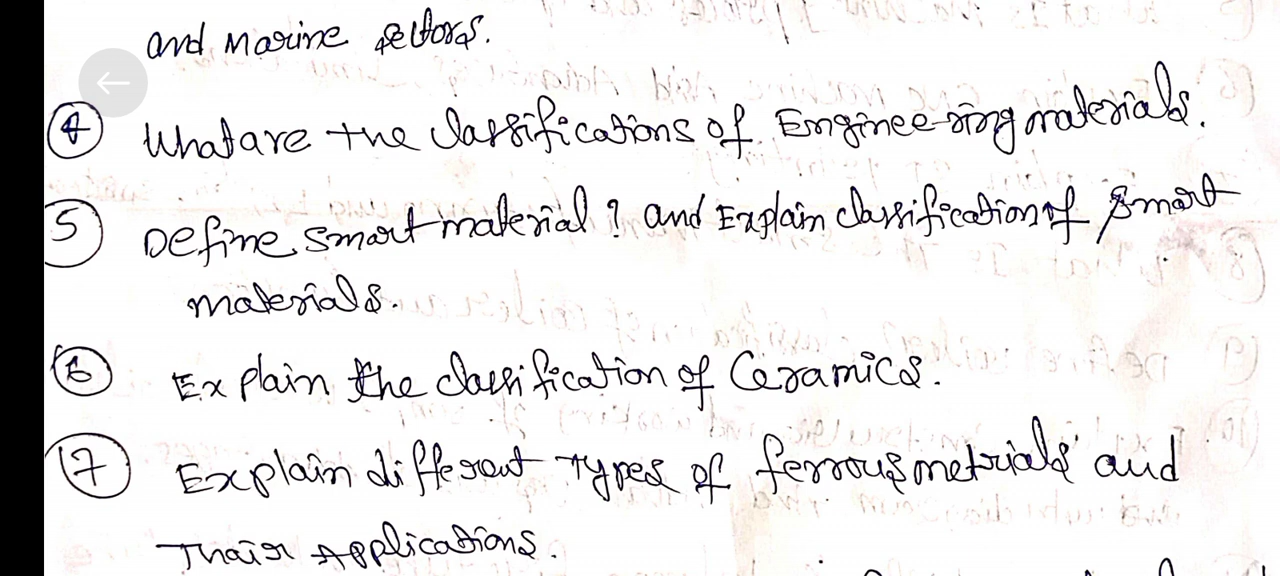 and Marine sectors.
④ What are the classifications of Engineering materials.
⑤ Define smart material? and Explain classification of smart
materials.
⑥ Explain the classification of Ceramics.
⑦ Explain different Types of ferrous metrials and
Thair Applications.